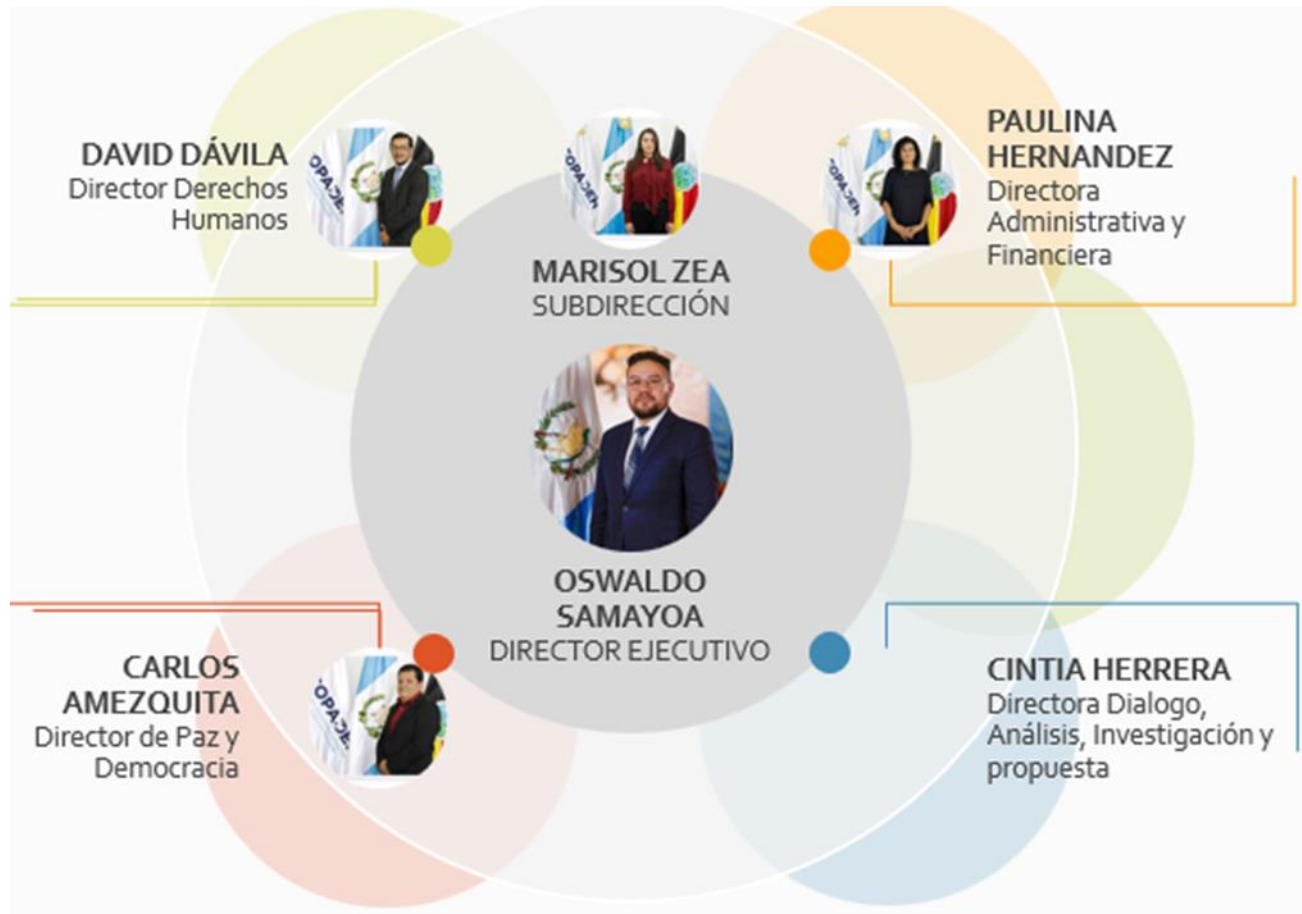 DAVID DÁVILA
Director Derechos
Humanos
MARISOL ZEA
SUBDIRECCIÓN
PAULINA
HERNANDEZ
Directora
Administrativa y
Financiera
OSWALDO
SAMAYOA
DIRECTOR EJECUTIVO
CARLOS
AMEZQUITA
Director de Paz y
Democracia
CINTIA HERRERA
Directora Dialogo,
Análisis, Investigación y
propuesta